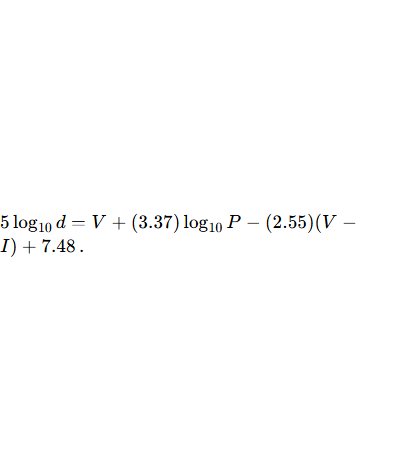 5 log₁₀ d = V + (3.37) log₁₀ P − (2.55)(V −
I) + 7.48 .